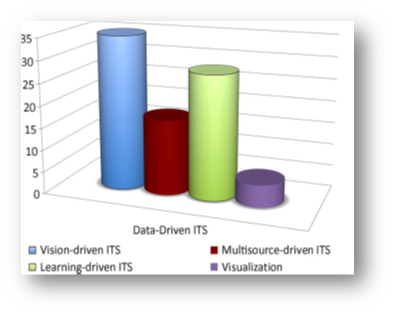 35
30
25
20
15
10
5
0
Data-Driven ITS
Vision-driven ITS Multisource-driven ITS
Learning-driven ITS Visualization